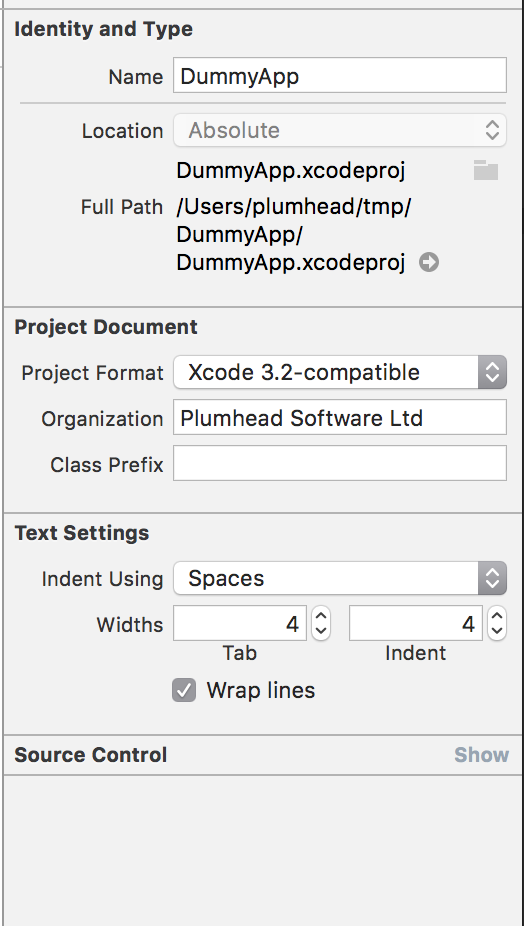 Identity and Type
Name DummyApp
Location Absolute
DummyApp.xcodeproj
Full Path /Users/plumhead/tmp/
DummyApp/
DummyApp.xcodeproj
Project Document
Project Format Xcode 3.2-compatible
Organization Plumhead Software Ltd
Class Prefix
Text Settings
Indent Using Spaces
Widths 4 4
Tab Indent
Wrap lines
Source Control Show